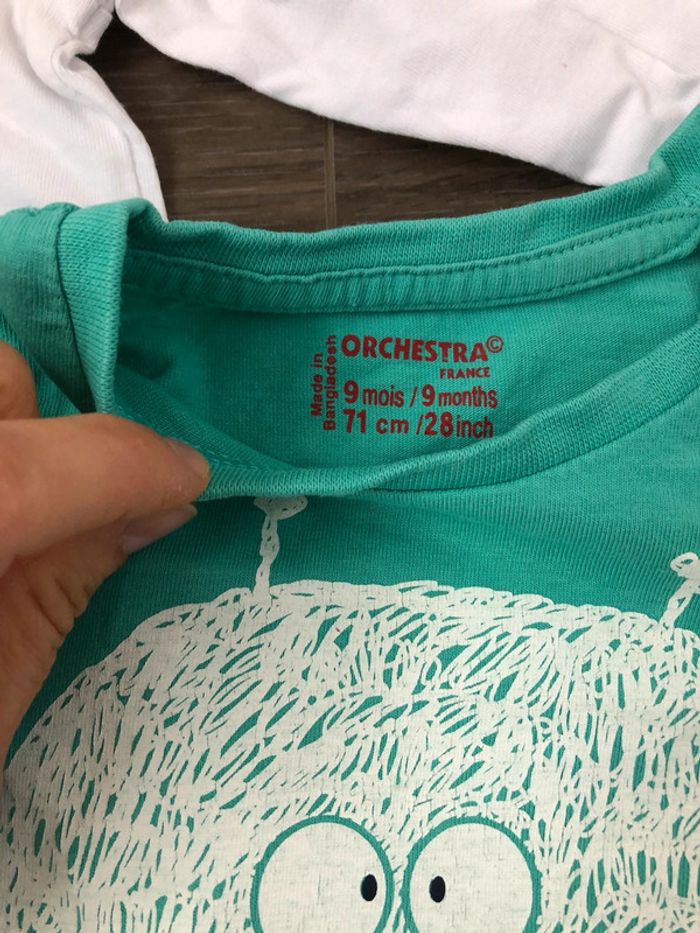 Made in
Bangladesh
ORCHESTRA©
FRANCE
9 mois / 9 months
71 cm / 28 inch